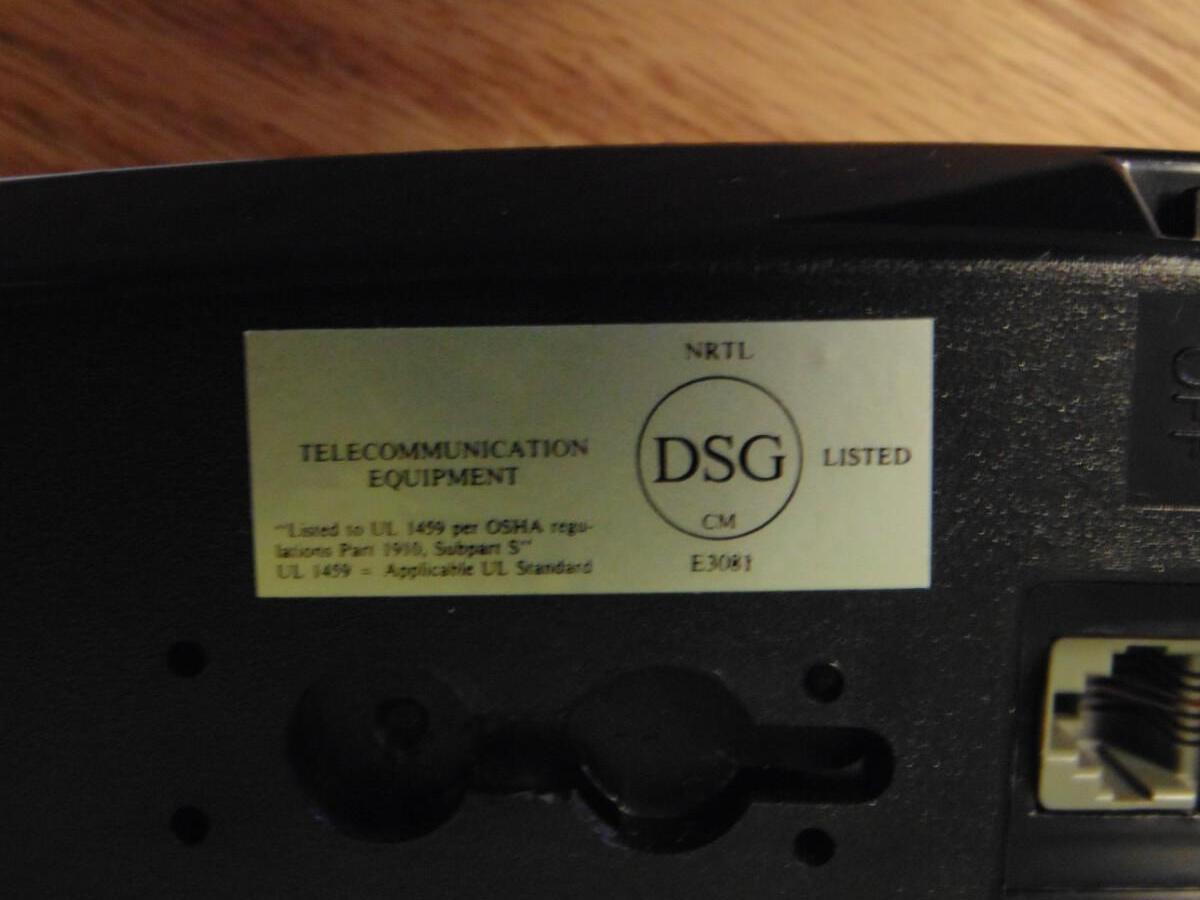 NRTL
TELECOMMUNICATION
EQUIPMENT
DSG
LISTED
CM
E3081
"Listed to UL 1459 per OSHA regu-
lations Part 1910, Subpart S"
UL 1459 = Applicable UL Standard